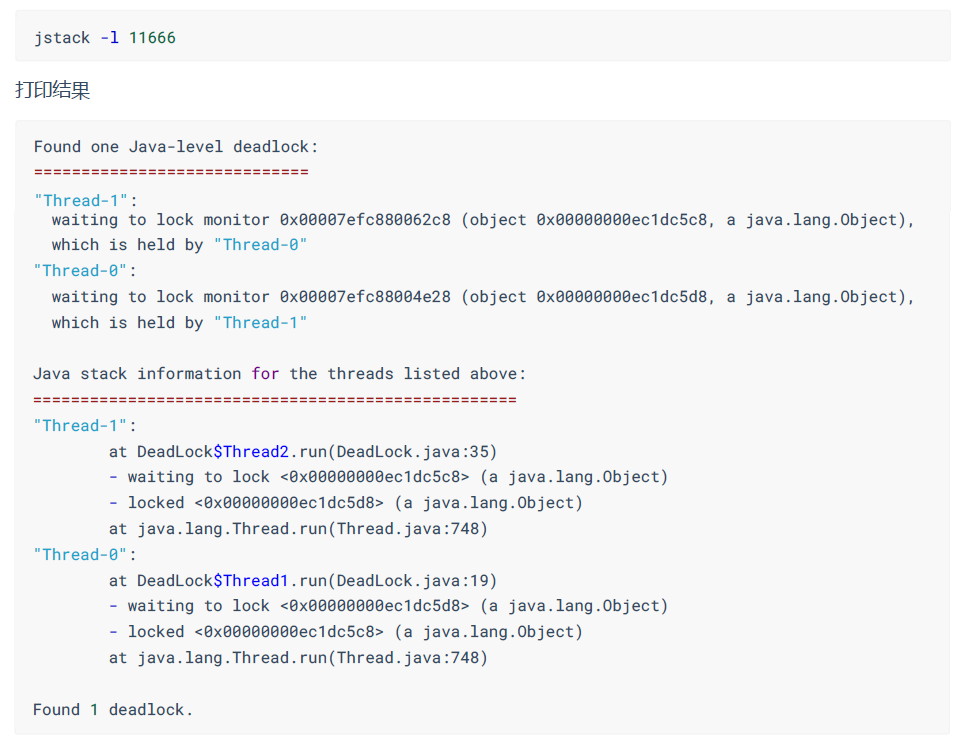 jstack -l 11666
打印结果
Found one Java-level deadlock:
=============================
"Thread-1":
  waiting to lock monitor 0x00007efc880062c8 (object 0x00000000ec1dc5c8, a java.lang.Object),
  which is held by "Thread-0"
"Thread-0":
  waiting to lock monitor 0x00007efc88004e28 (object 0x00000000ec1dc5d8, a java.lang.Object),
  which is held by "Thread-1"

Java stack information for the threads listed above:
===================================================
"Thread-1":
        at DeadLock$Thread2.run(DeadLock.java:35)
        - waiting to lock <0x00000000ec1dc5c8> (a java.lang.Object)
        - locked <0x00000000ec1dc5d8> (a java.lang.Object)
        at java.lang.Thread.run(Thread.java:748)
"Thread-0":
        at DeadLock$Thread1.run(DeadLock.java:19)
        - waiting to lock <0x00000000ec1dc5d8> (a java.lang.Object)
        - locked <0x00000000ec1dc5c8> (a java.lang.Object)
        at java.lang.Thread.run(Thread.java:748)

Found 1 deadlock.